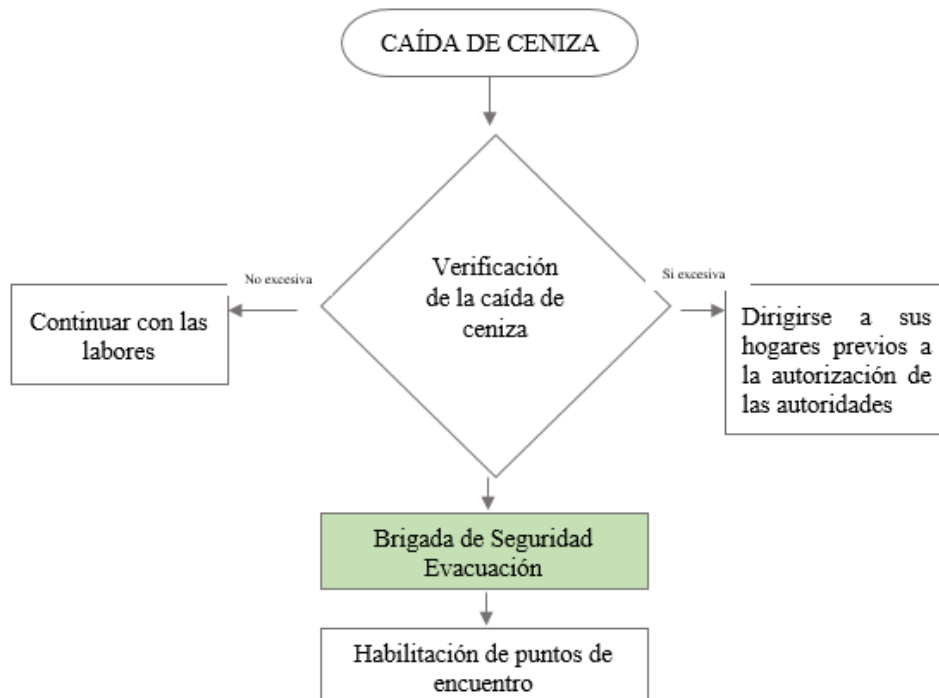 CAÍDA DE CENIZA
Verificación
de la caída de
ceniza
No excesiva
Continuar con las
labores
Si excesiva
Dirigirse a sus
hogares previos a
la autorización de
las autoridades
Brigada de Seguridad
Evacuación
Habilitación de puntos de
encuentro